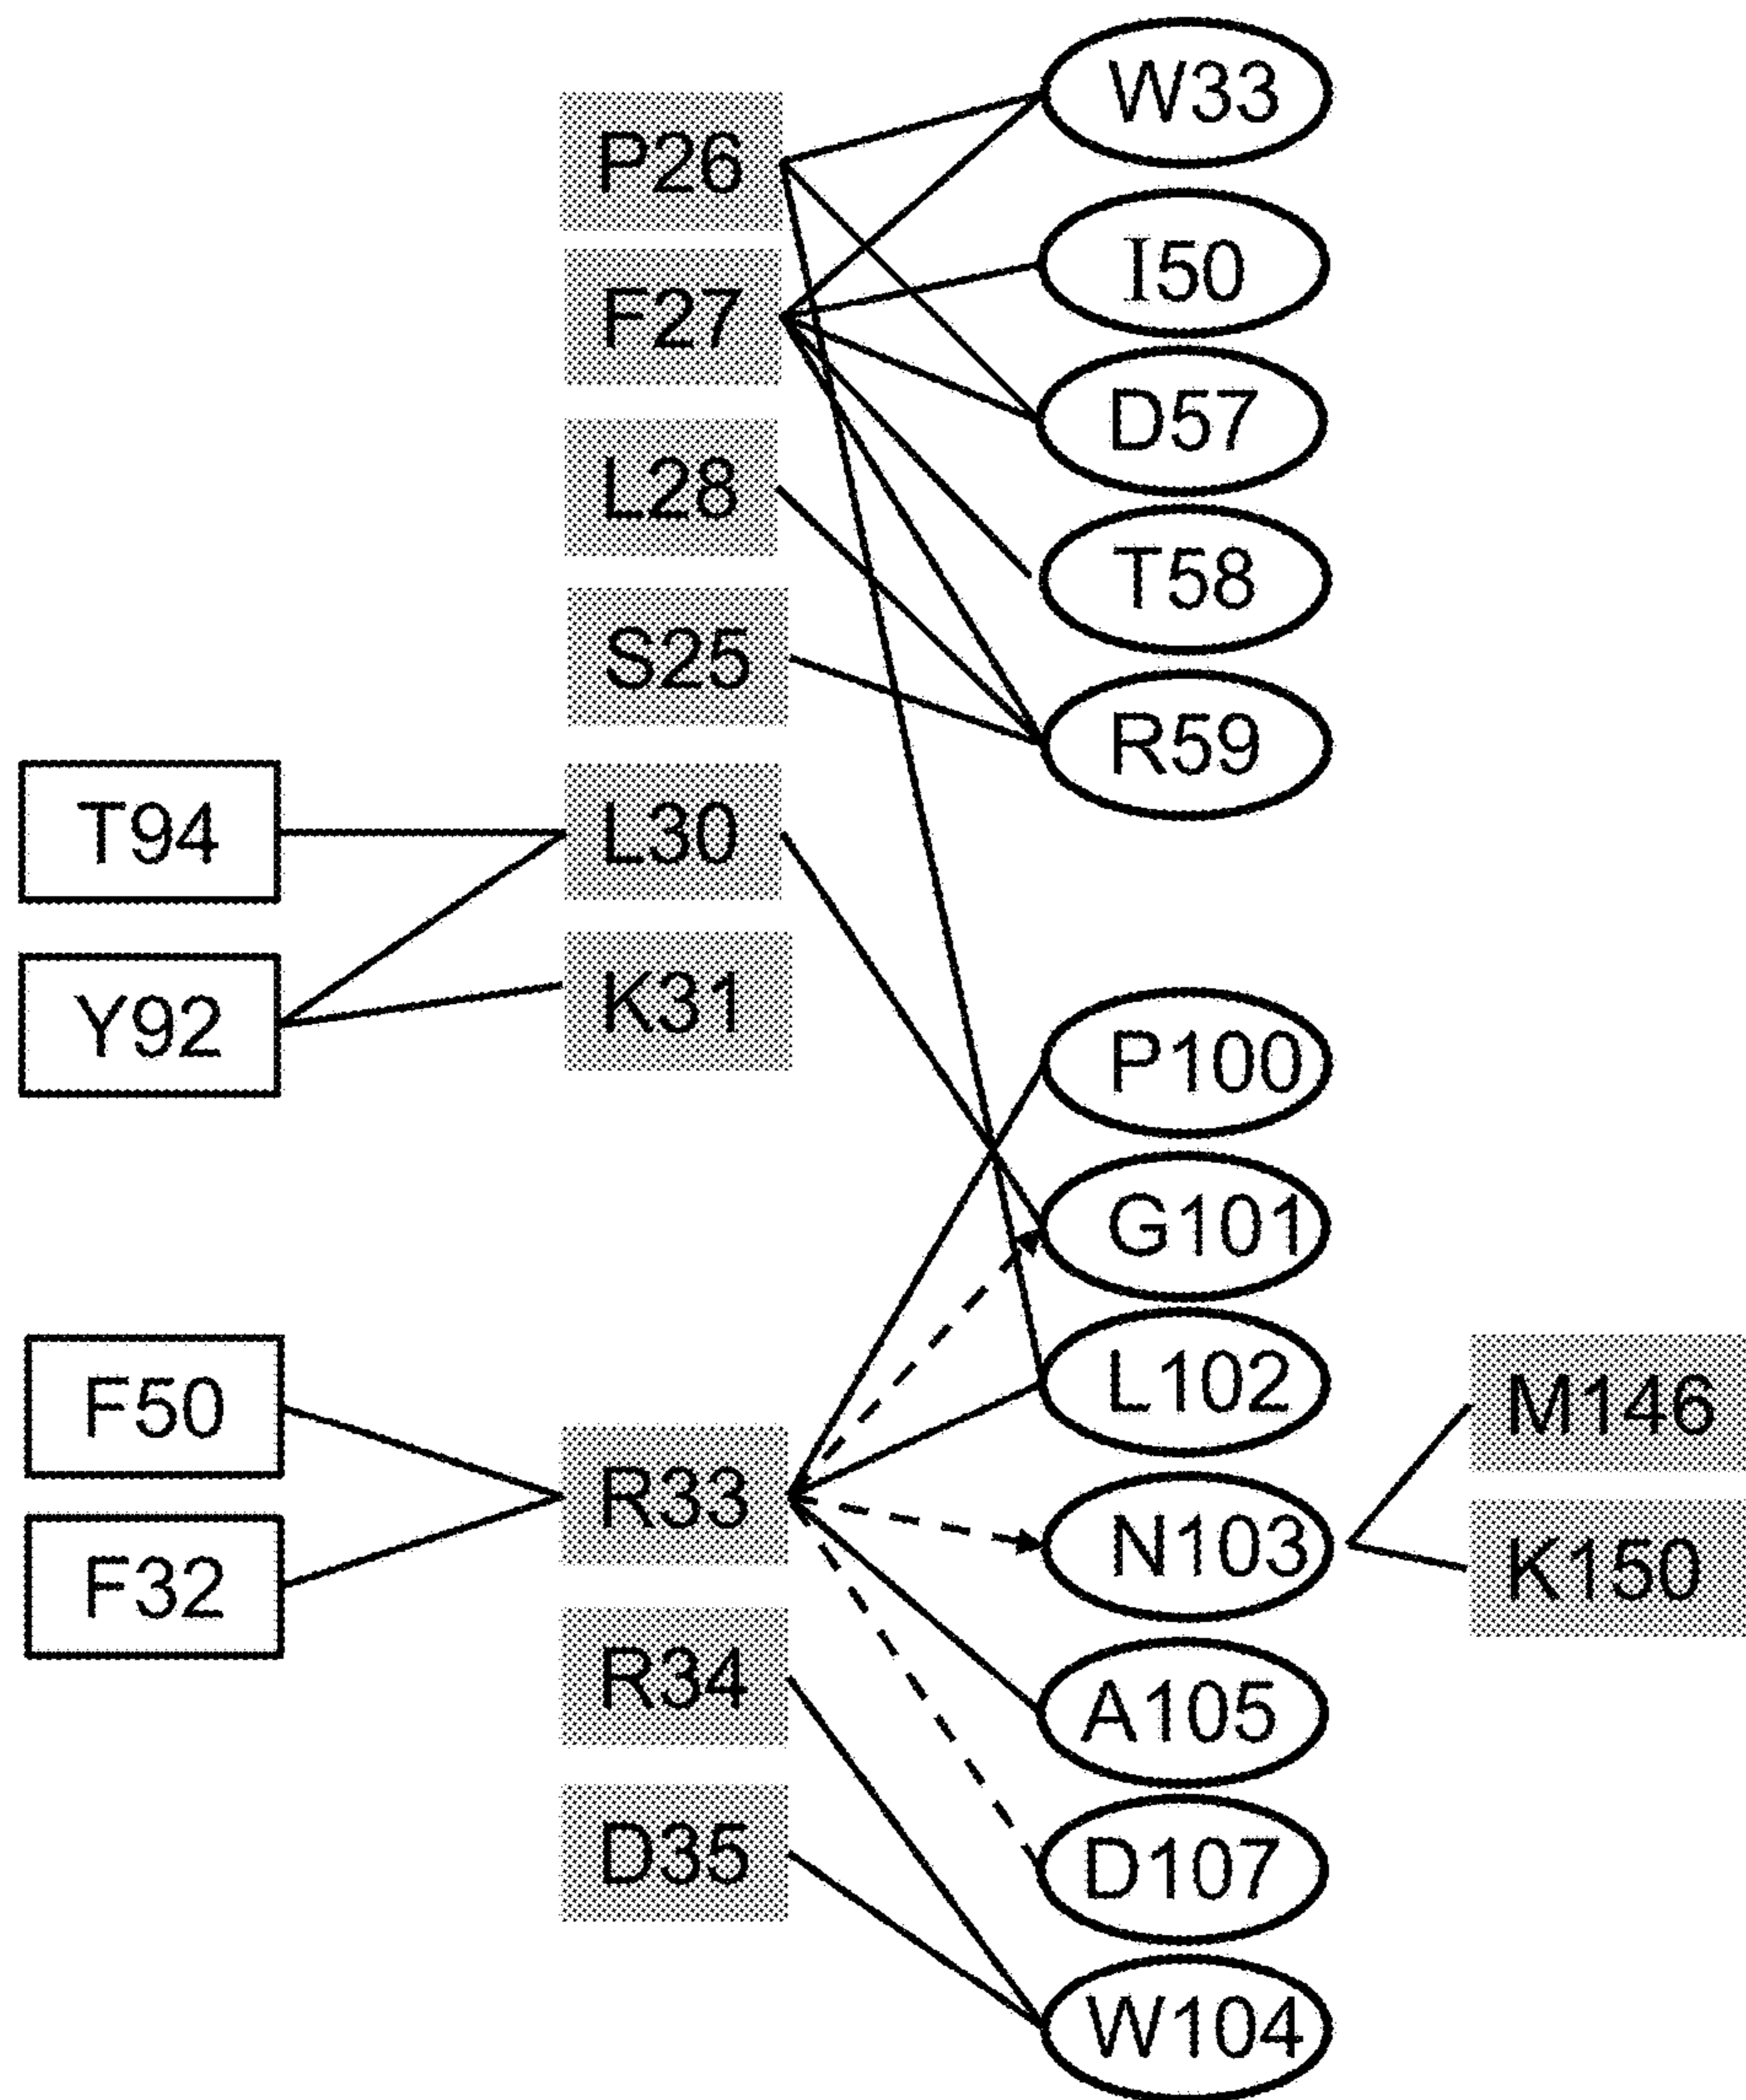 W33
P26
I50
F27
D57
L28
T58
S25
R59
T94
L30
Y92
K31
P100
G101
F50
L102
M146
R33
N103
K150
F32
R34
A105
D35
D107
W104